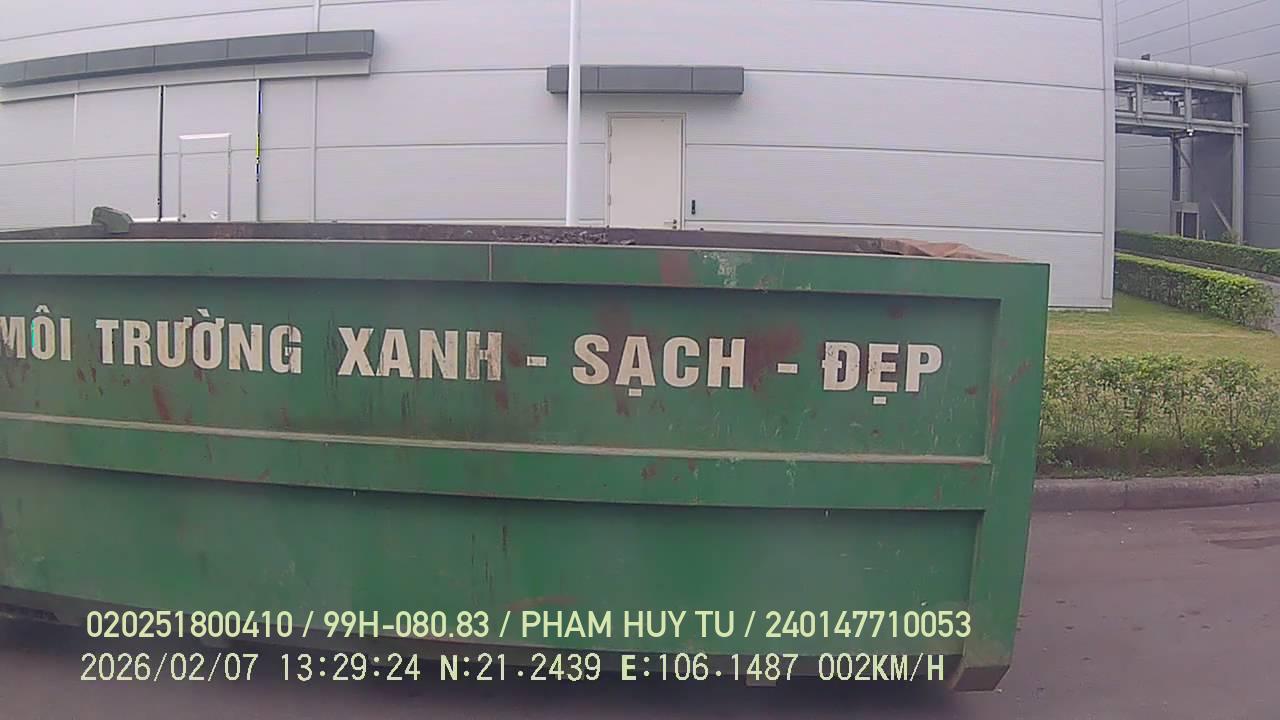 MÔI TRƯỜNG XANH - SẠCH - ĐẸP
020251800410 / 99H-080.83 / PHAM HUY TU / 240147710053
2026/02/07 13:29:24 N:21.2439 E:106.1487 002KM/H